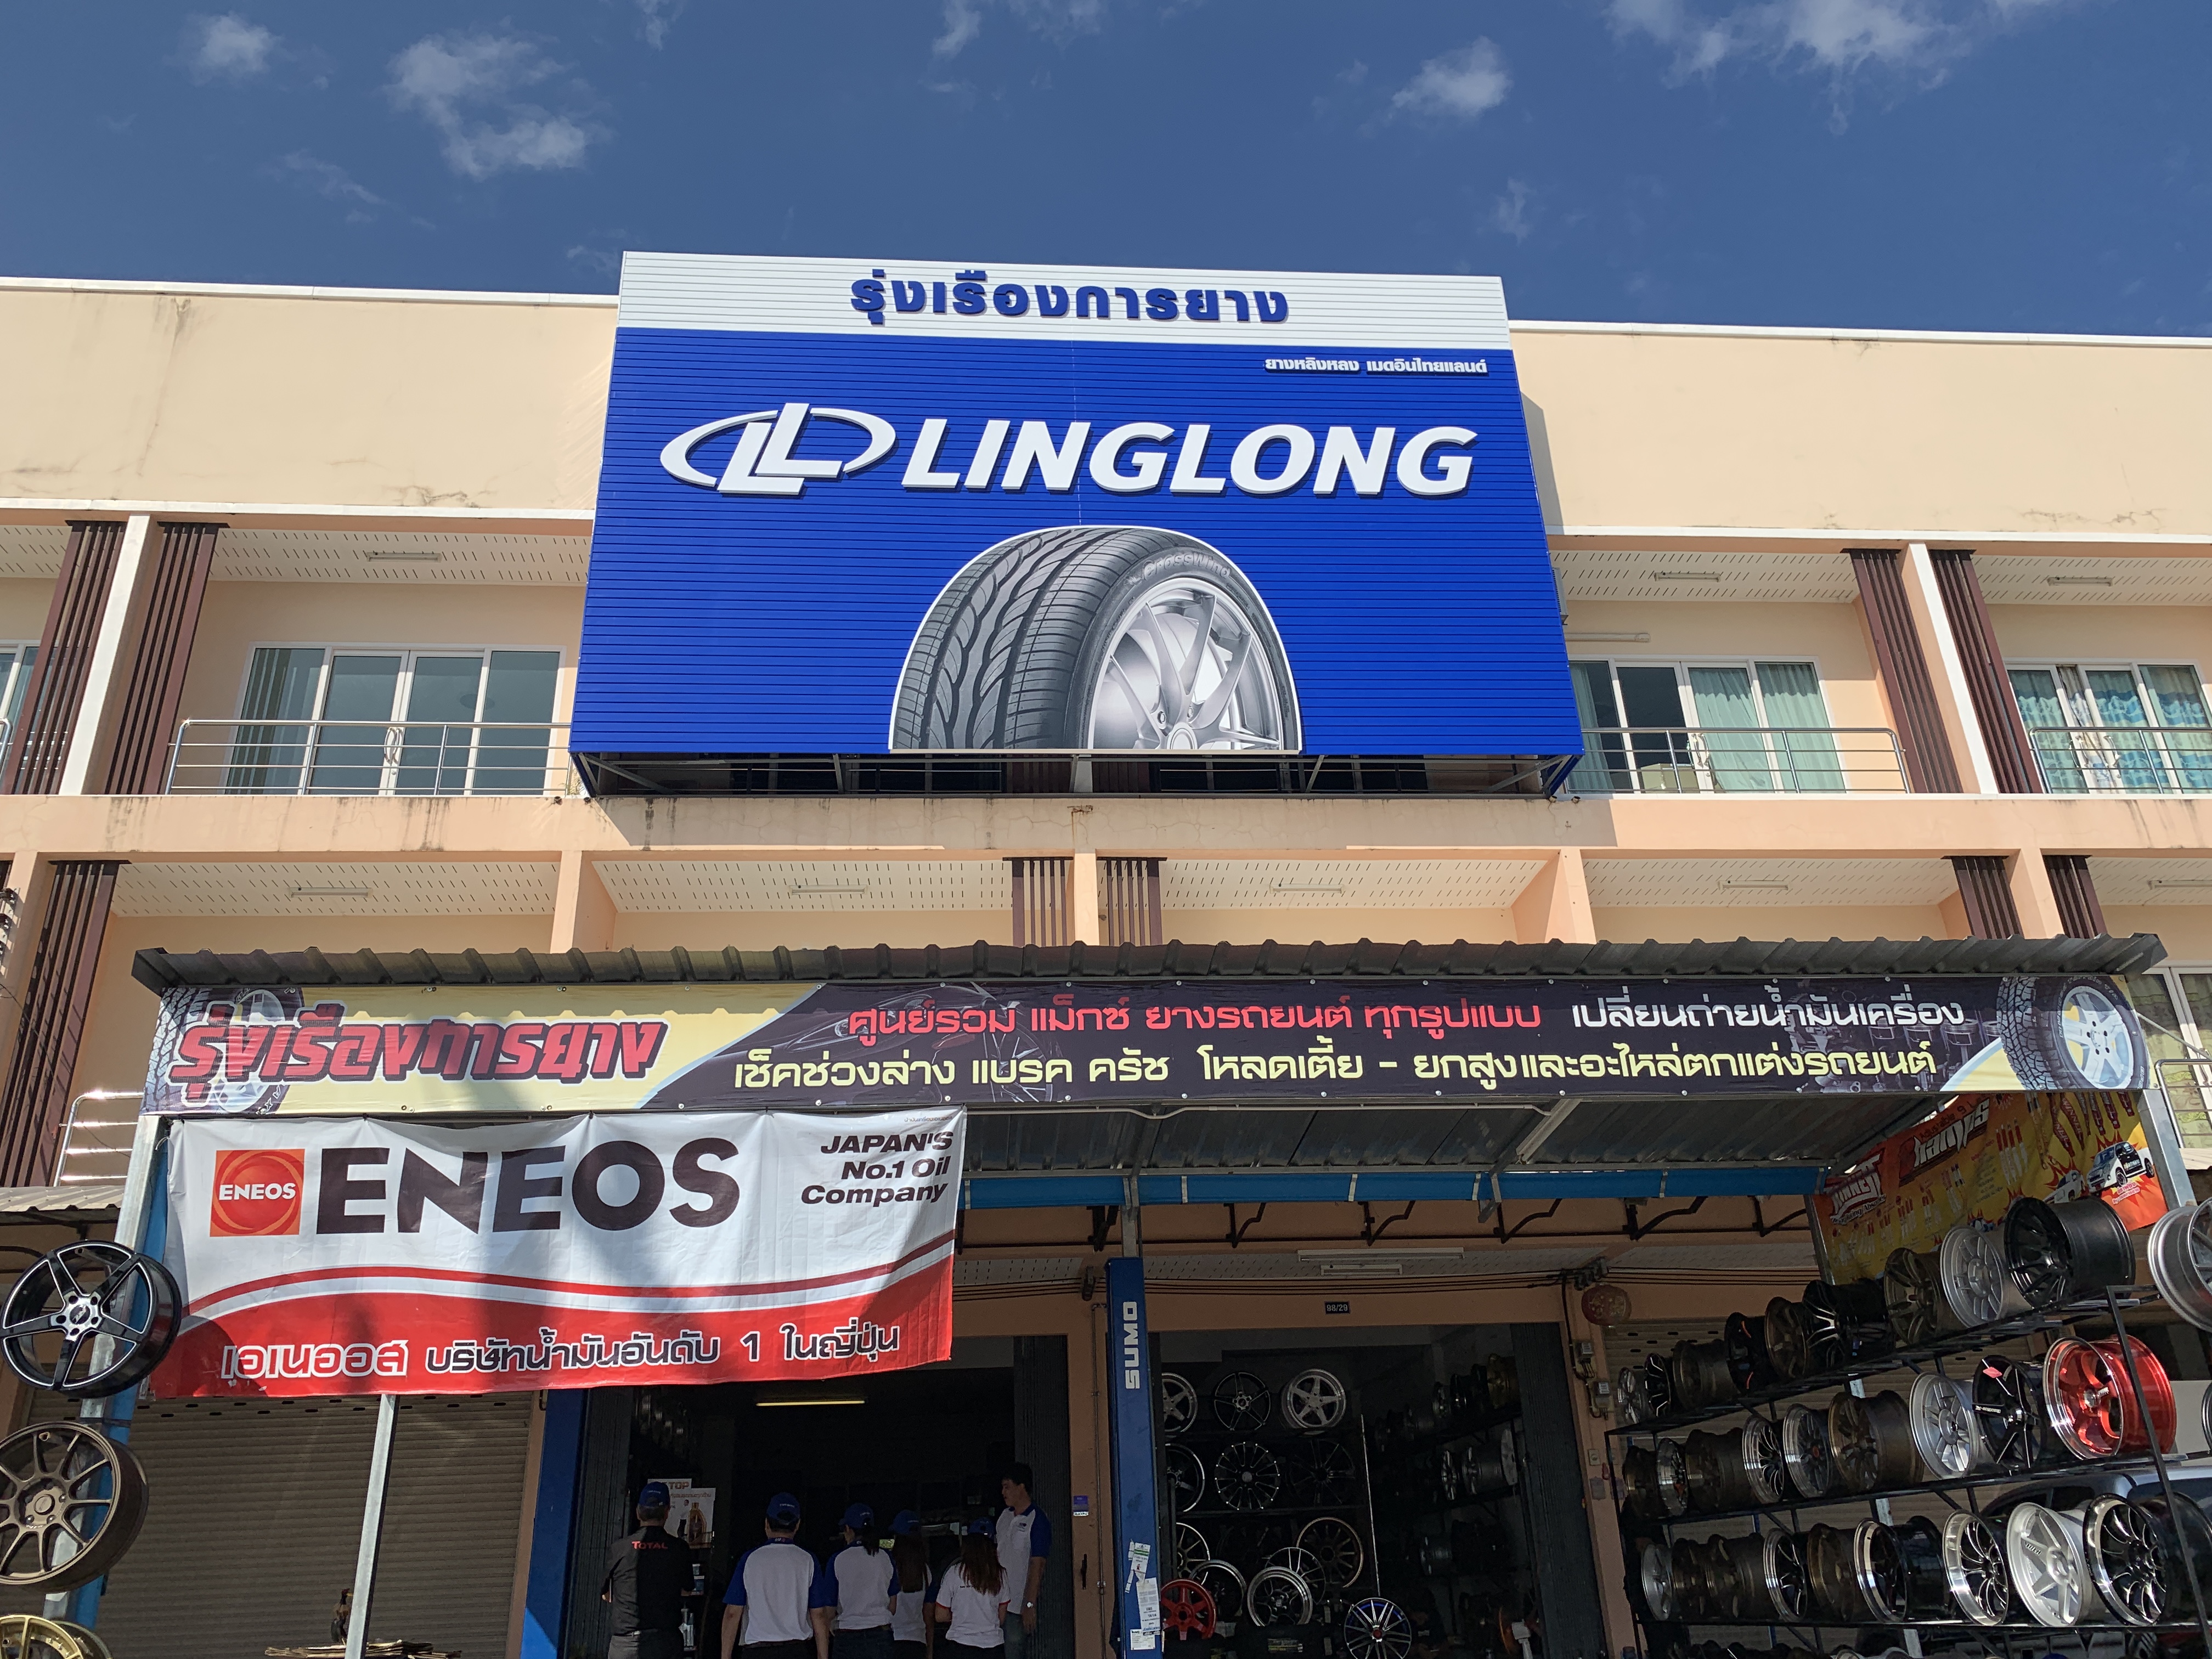 รุ่งเรืองการยาง
ยางหลิงหลง เมดอินไทยแลนด์
LL LINGLONG
CrossWind
รุ่งเรืองการยาง
ศูนย์รวม แม็กซ์ ยางรถยนต์ ทุกรูปแบบ เปลี่ยนถ่ายน้ำมันเครื่อง
เช็คช่วงล่าง แบรค ครัช โหลดเตี้ย - ยกสูงและอะไหล่ตกแต่งรถยนต์
ENEOS
ENEOS
JAPAN'S
No.1 Oil
Company
เอเนออส บริษัทน้ำมันอันดับ 1 ในญี่ปุ่น
98/29
SUMO
TOTAL